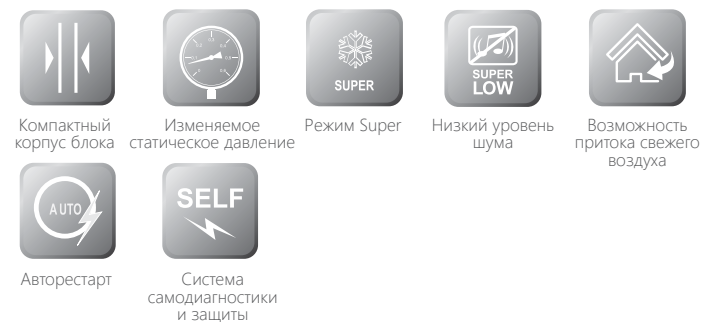 SUPER
SUPER
LOW
Компактный
корпус блока
Изменяемое
статическое давление
Режим Super
Низкий уровень
шума
Возможность
притока свежего
воздуха
AUTO
SELF
Авторестарт
Система
самодиагностики
и защиты